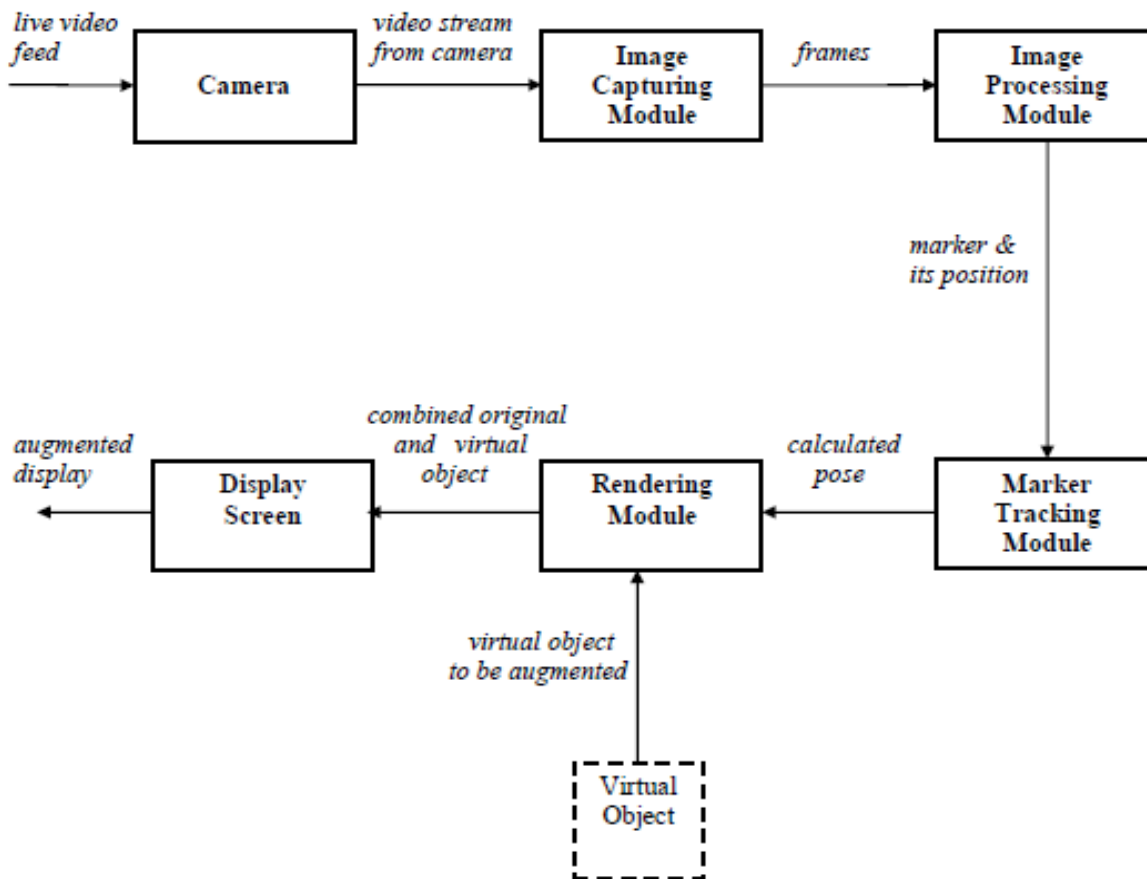 live video
feed
Camera
video stream
from camera
Image
Capturing
Module
frames
Image
Processing
Module
marker &
its position
augmented
display
Display
Screen
combined original
and virtual
object
Rendering
Module
calculated
pose
Marker
Tracking
Module
virtual object
to be augmented
Virtual
Object